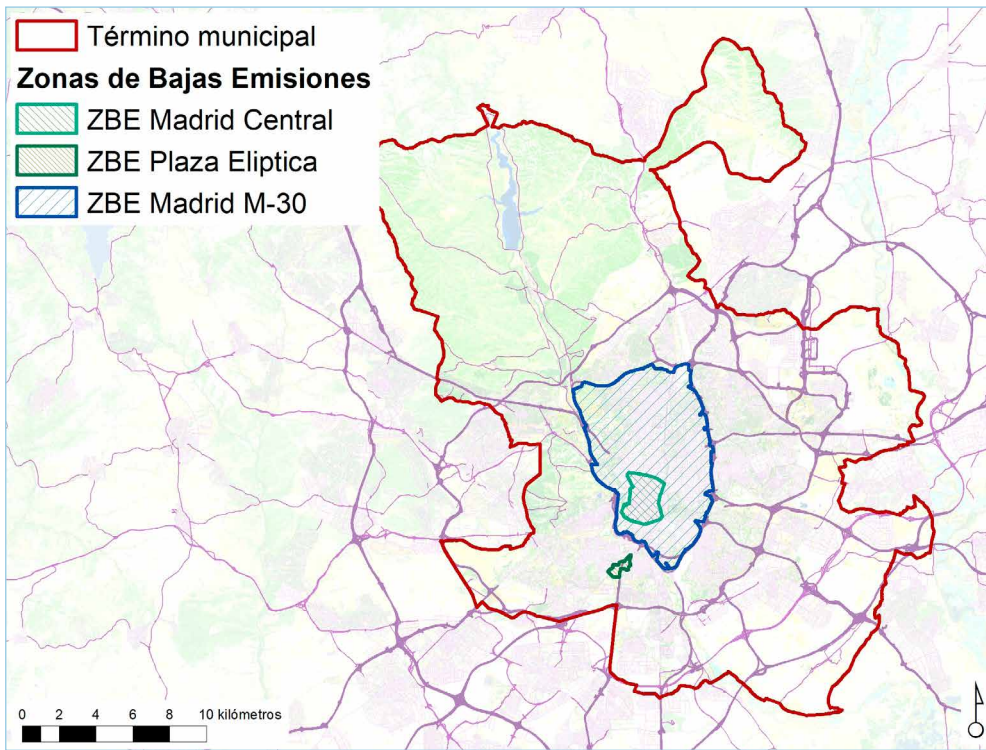 Término municipal
Zonas de Bajas Emisiones
ZBE Madrid Central
ZBE Plaza Eliptica
ZBE Madrid M-30
0 2 4 6 8 10 kilómetros